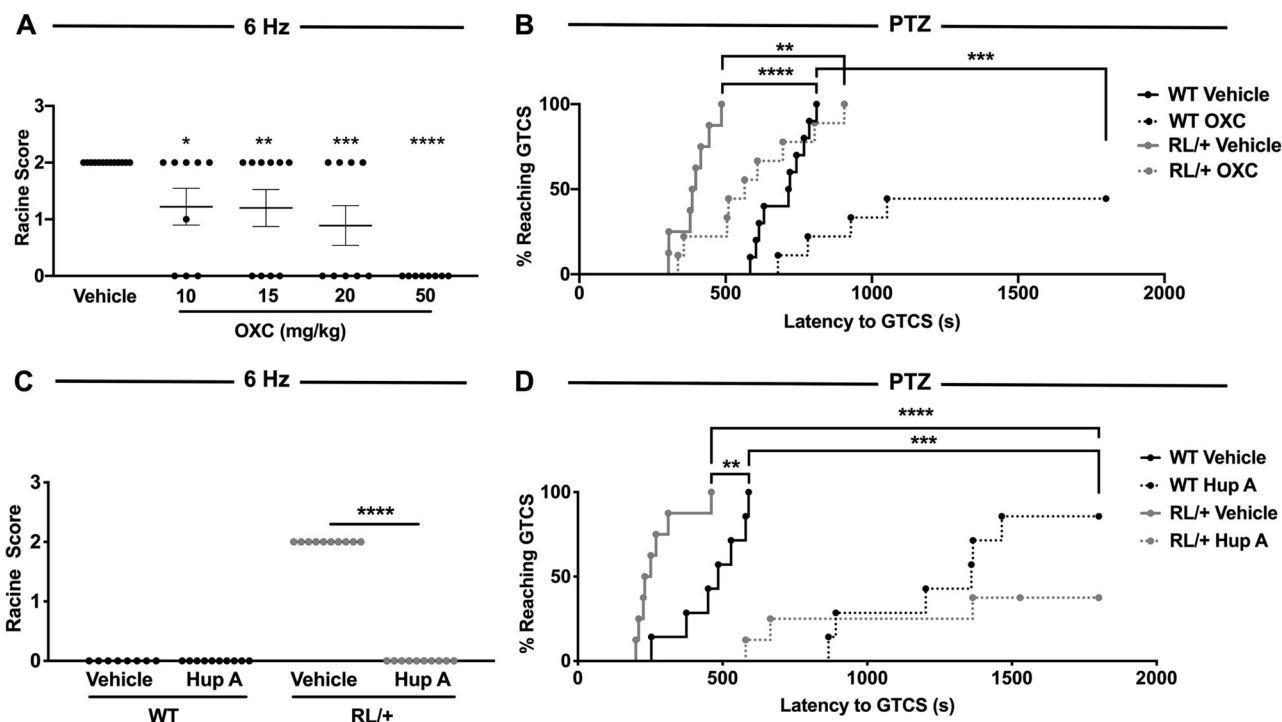 A
6 Hz
Racine Score
3
2
1
0
*
**
***
****
Vehicle
10
15
20
50
OXC (mg/kg)
B
PTZ
**
****
***
% Reaching GTCS
100
50
0
0
500
1000
1500
2000
Latency to GTCS (s)
WT Vehicle
WT OXC
RL/+ Vehicle
RL/+ OXC
C
6 Hz
Racine Score
3
2
1
0
****
Vehicle
Hup A
Vehicle
Hup A
WT
RL/+
D
PTZ
****
***
**
% Reaching GTCS
100
50
0
0
500
1000
1500
2000
Latency to GTCS (s)
WT Vehicle
WT Hup A
RL/+ Vehicle
RL/+ Hup A